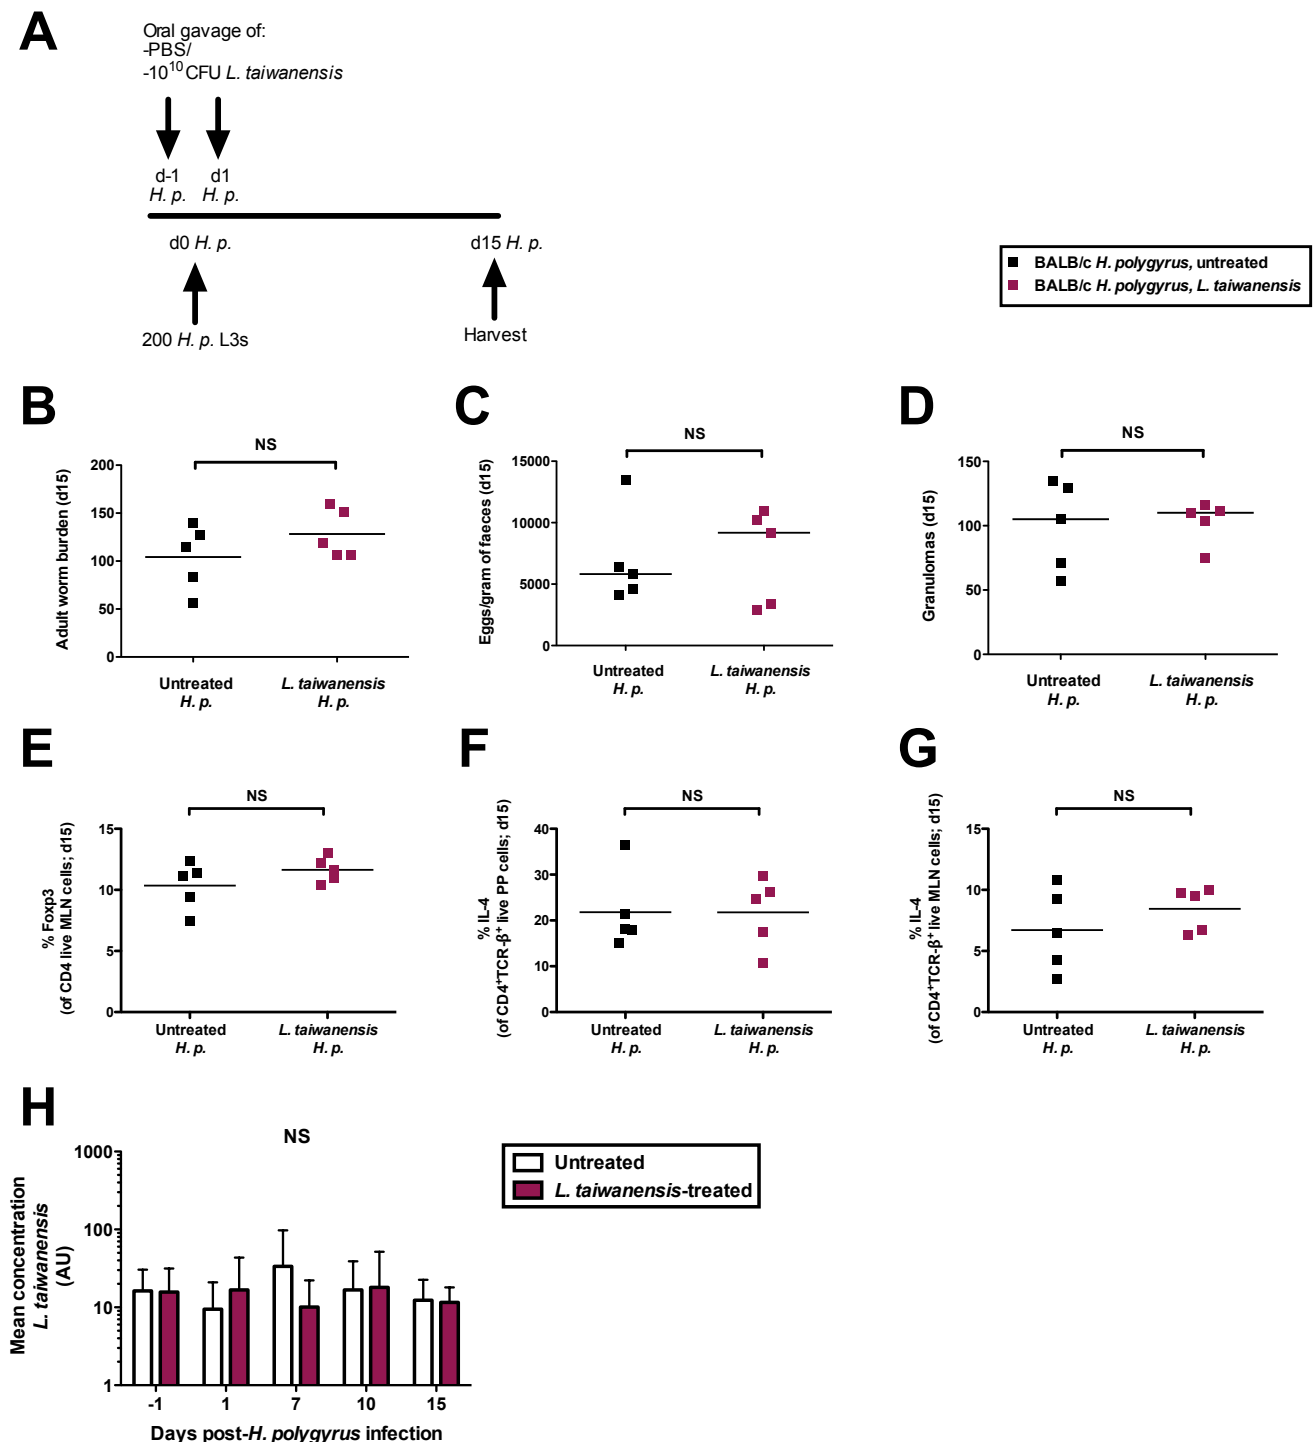 A
Oral gavage of:
-PBS/
-10¹⁰ CFU L. taiwanensis
d-1 d1
H. p. H. p.
d0 H. p. d15 H. p.
200 H. p. L3s Harvest
BALB/c H. polygyrus, untreated
BALB/c H. polygyrus, L. taiwanensis
B
NS
Adult worm burden (d15)
200
150
100
50
0
Untreated L. taiwanensis
H. p. H. p.
C
NS
Eggs/gram of faeces (d15)
15000
10000
5000
0
Untreated L. taiwanensis
H. p. H. p.
D
NS
Granulomas (d15)
150
100
50
0
Untreated L. taiwanensis
H. p. H. p.
E
NS
% Foxp3
(of CD4 live MLN cells; d15)
15
10
5
0
Untreated L. taiwanensis
H. p. H. p.
F
NS
% IL-4
(of CD4⁺TCR-β⁺ live PP cells; d15)
40
30
20
10
0
Untreated L. taiwanensis
H. p. H. p.
G
NS
% IL-4
(of CD4⁺TCR-β⁺ live MLN cells; d15)
15
10
5
0
Untreated L. taiwanensis
H. p. H. p.
H
NS
Mean concentration
L. taiwanensis
(AU)
1000
100
10
1
-1 1 7 10 15
Days post-H. polygyrus infection
Untreated
L. taiwanensis-treated